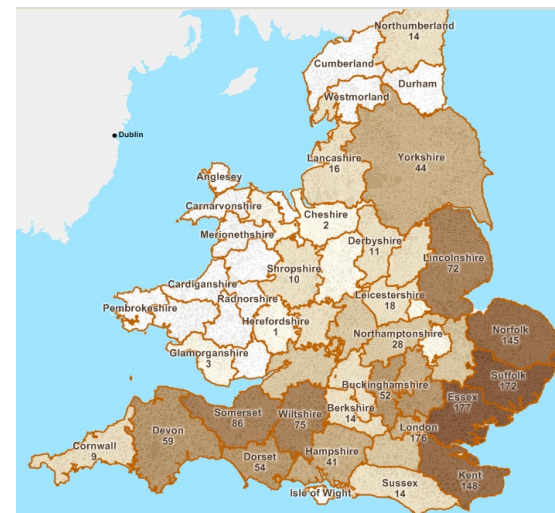 Northumberland
14
Cumberland
Durham
Westmorland
Dublin
Lancashire
16
Yorkshire
44
Anglesey
Carnarvonshire
Cheshire
2
Merionethshire
Derbyshire
11
Lincolnshire
72
Shropshire
10
Cardiganshire
Radnorshire
Leicestershire
18
Pembrokeshire
Herefordshire
1
Northamptonshire
28
Norfolk
145
Glamorganshire
3
Suffolk
172
Buckinghamshire
52
Essex
177
Somerset
86
Wiltshire
75
Berkshire
14
London
176
Devon
59
Cornwall
9
Dorset
54
Hampshire
41
Kent
148
Sussex
14
Isle of Wight